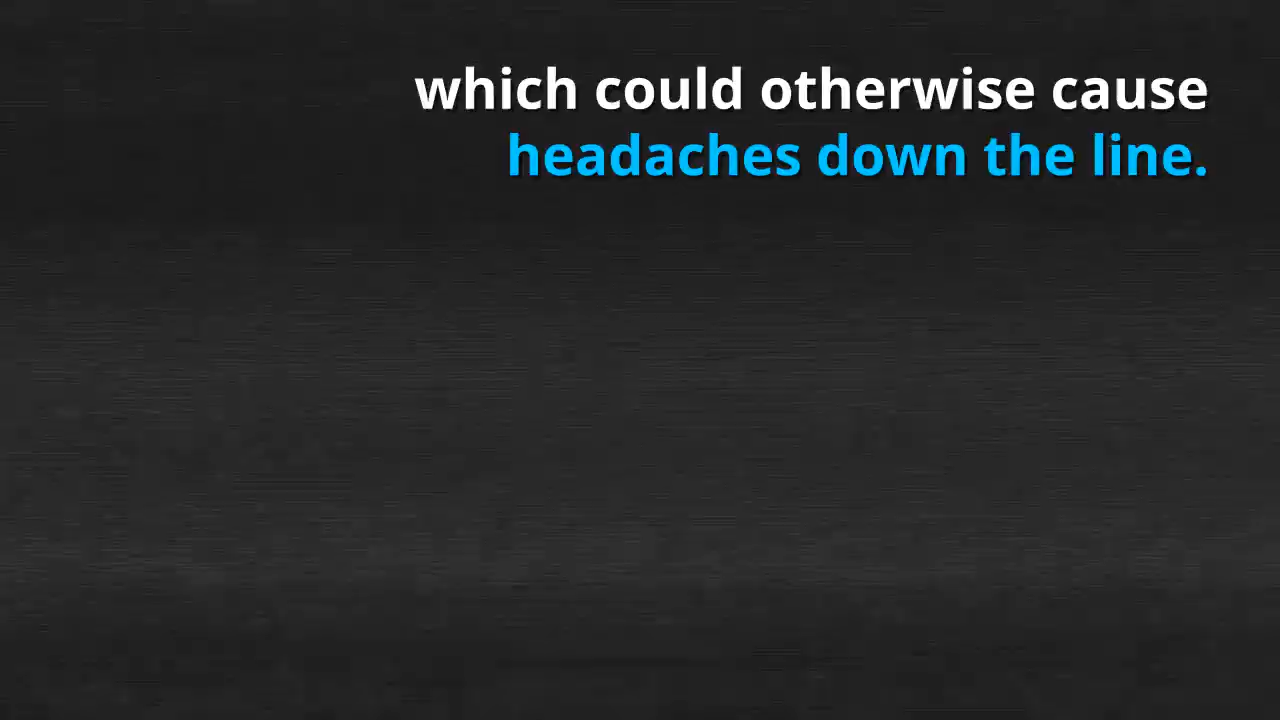 which could otherwise cause
headaches down the line.